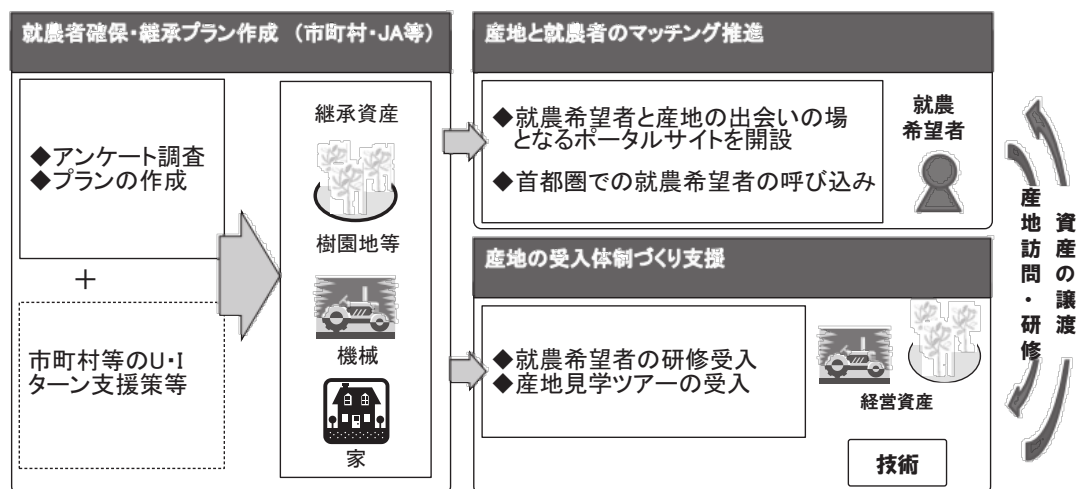 就農者確保・継承プラン作成 （市町村・JA等）
◆アンケート調査
◆プランの作成
＋
市町村等のU・I
ターン支援策等
継承資産
樹園地等
機械
家
産地と就農者のマッチング推進
◆就農希望者と産地の出会いの場
となるポータルサイトを開設
◆首都圏での就農希望者の呼び込み
就農
希望者
産地の受入体制づくり支援
◆就農希望者の研修受入
◆産地見学ツアーの受入
経営資産
技術
産地訪問・研修
資産の譲渡